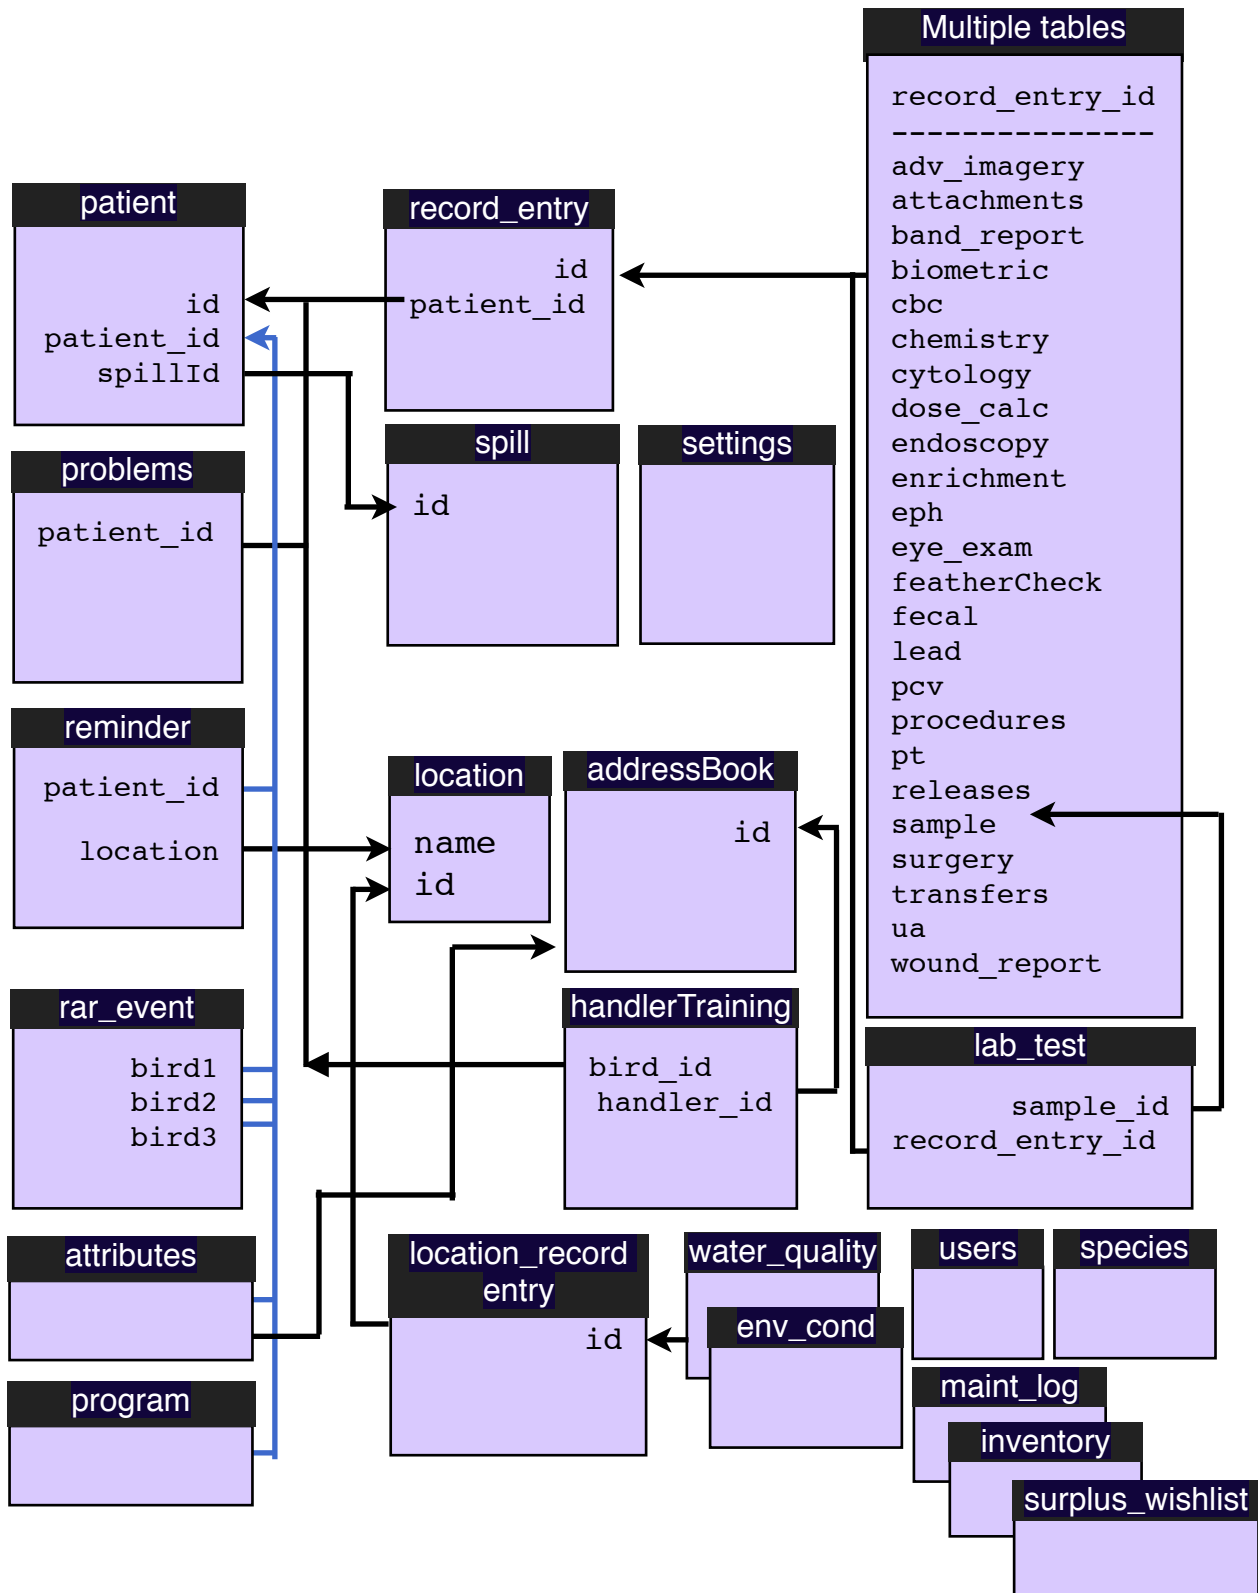 Multiple tables
record_entry_id
---------------
adv_imagery
attachments
band_report
biometric
cbc
chemistry
cytology
dose_calc
endoscopy
enrichment
eph
eye_exam
featherCheck
fecal
lead
pcv
procedures
pt
releases
sample
surgery
transfers
ua
wound_report
patient
id
patient_id
spillId
record_entry
id
patient_id
problems
patient_id
spill
id
settings
reminder
patient_id
location
location
name
id
addressBook
id
rar_event
bird1
bird2
bird3
handlerTraining
bird_id
handler_id
lab_test
sample_id
record_entry_id
attributes
location_record
entry
id
water_quality
env_cond
users
species
program
maint_log
inventory
surplus_wishlist